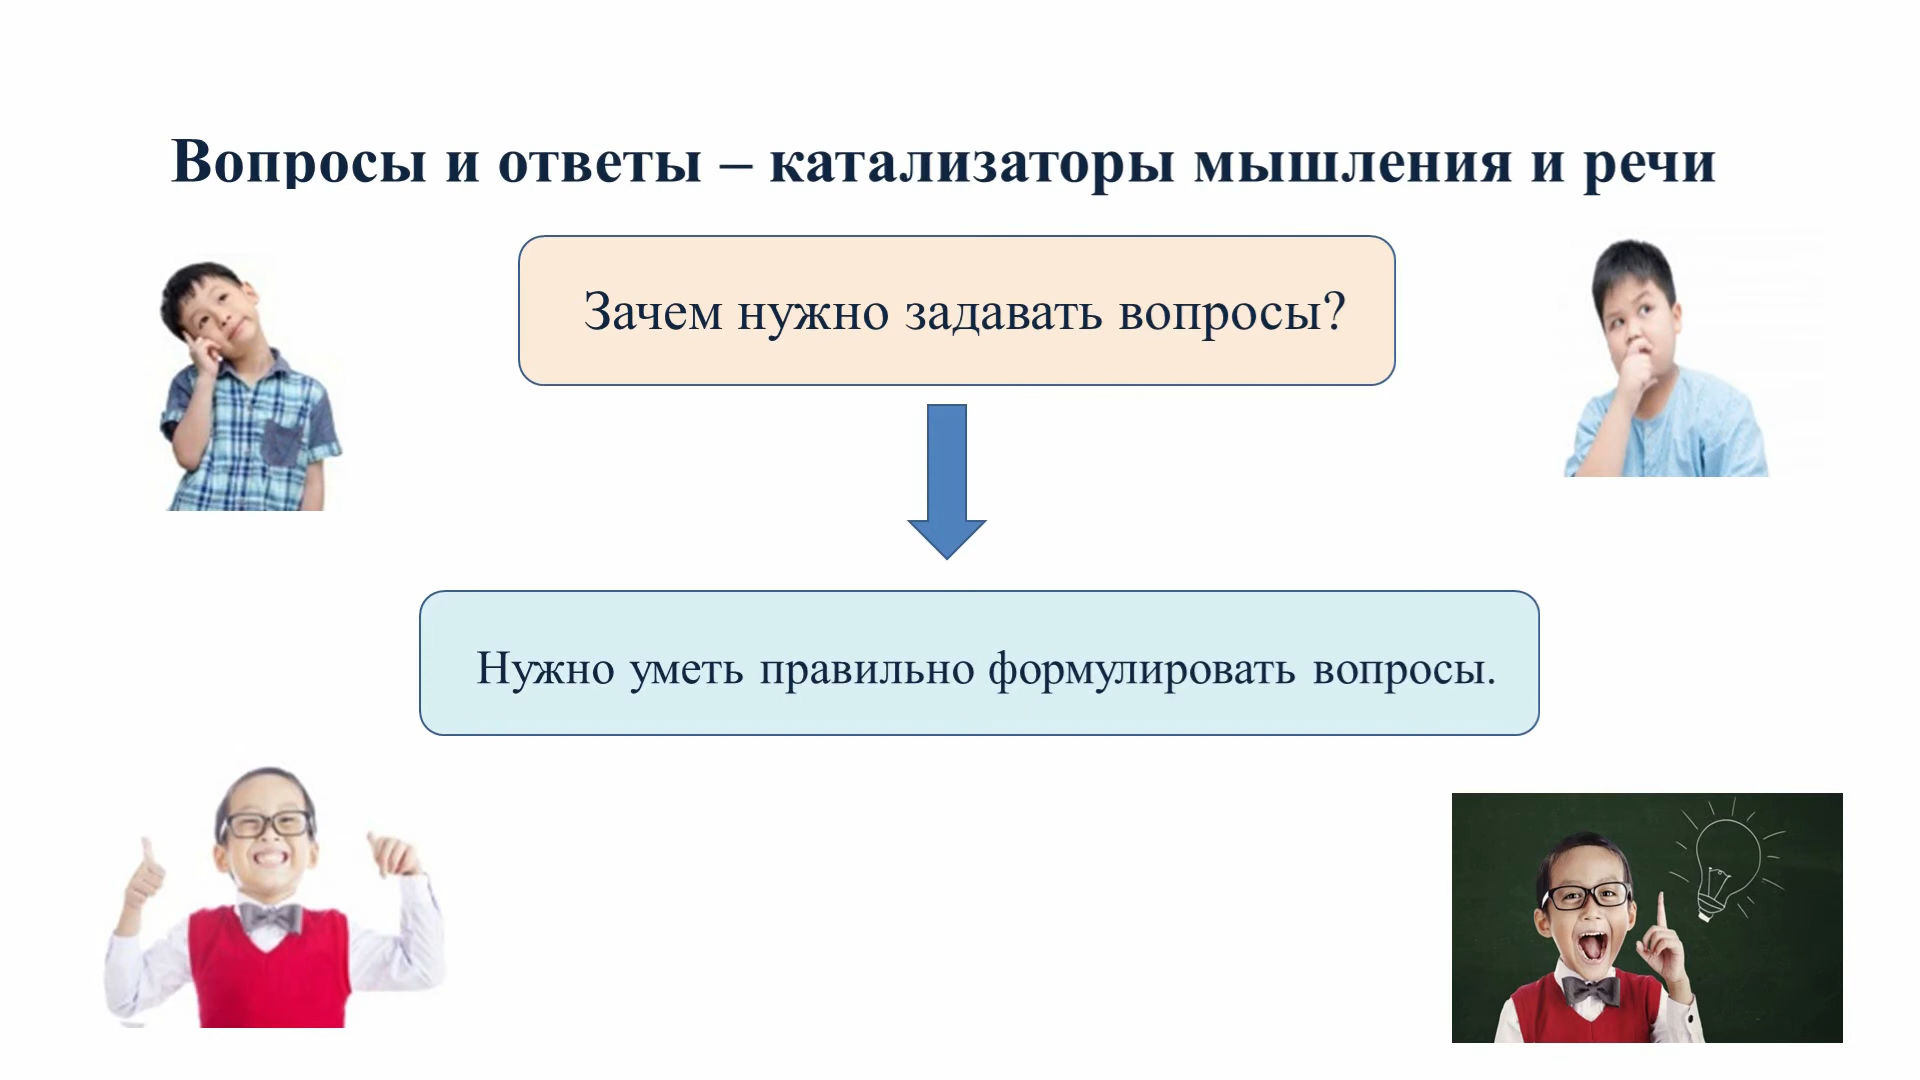 Вопросы и ответы – катализаторы мышления и речи
Зачем нужно задавать вопросы?
Нужно уметь правильно формулировать вопросы.